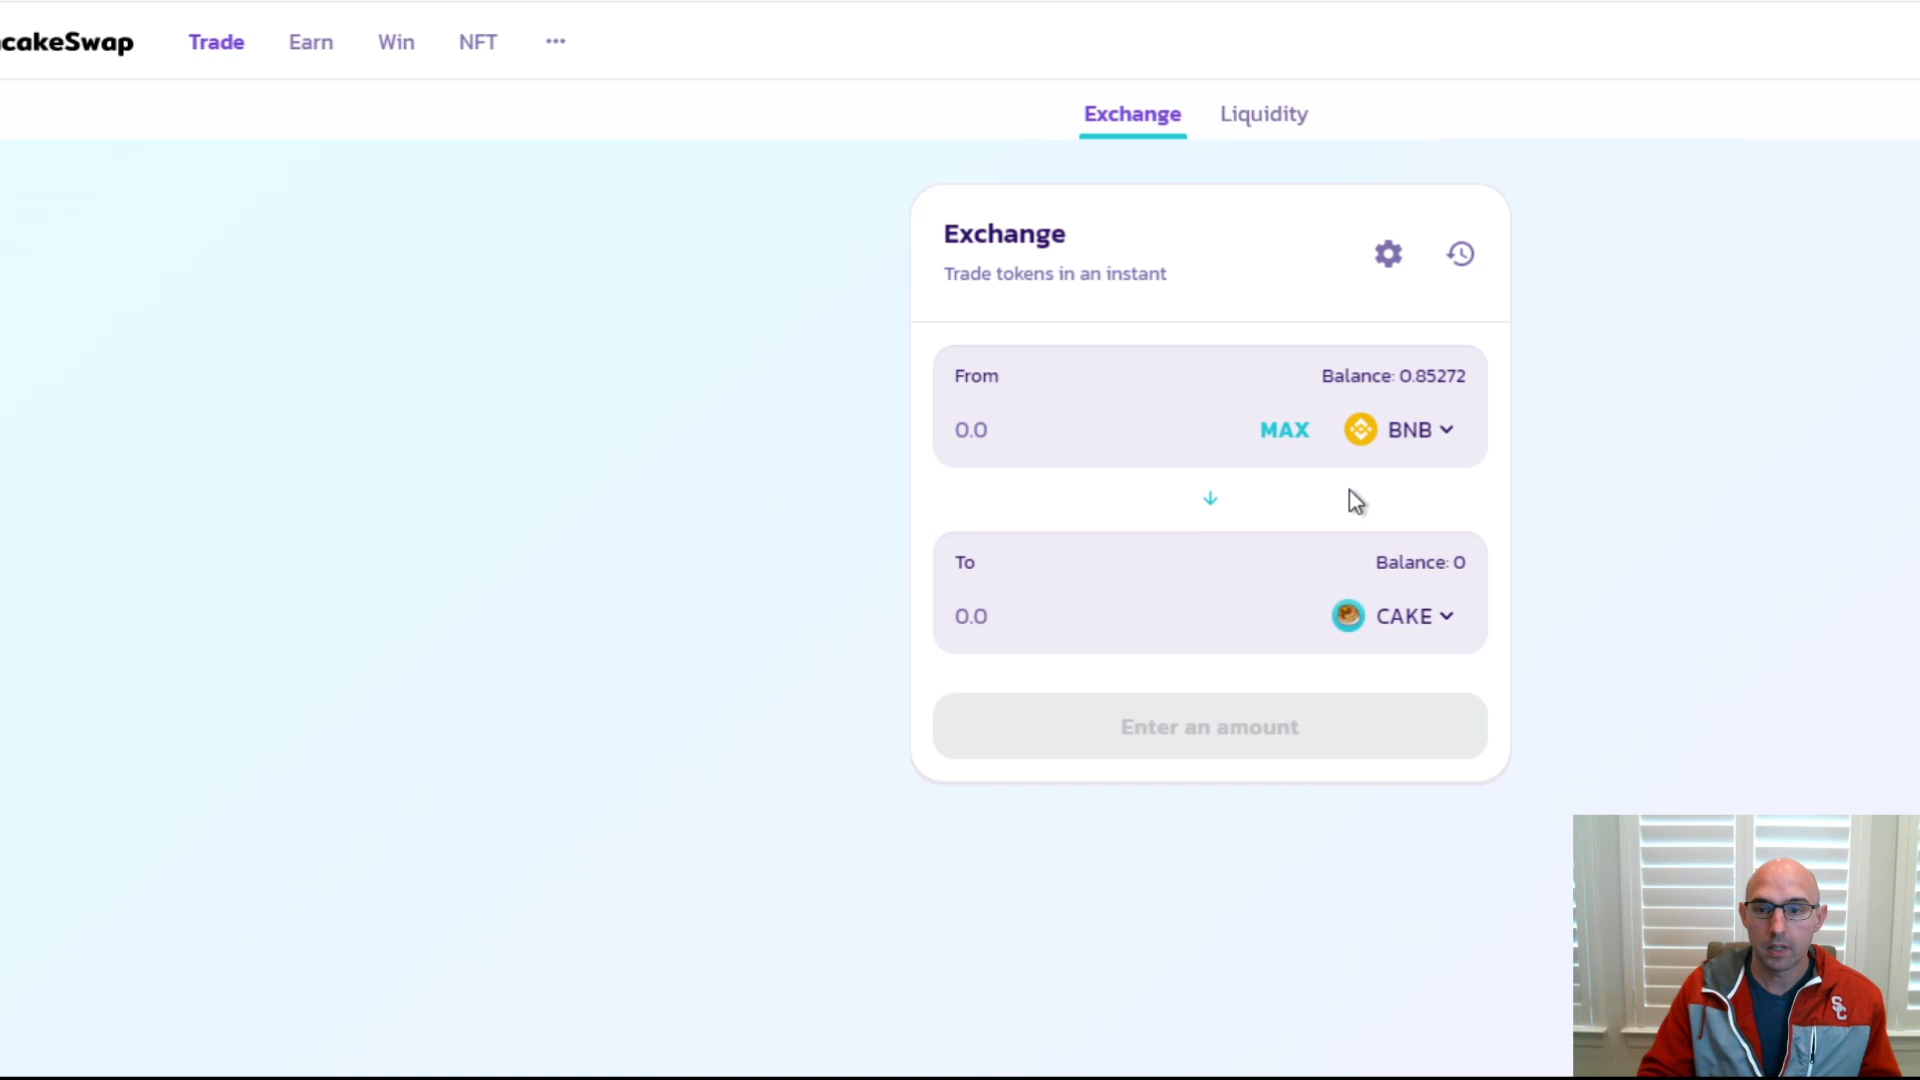 cakeSwap
Trade
Earn
Win
NFT
Exchange
Liquidity
Exchange
Trade tokens in an instant
From
Balance: 0.85272
0.0
MAX
BNB
To
Balance: 0
0.0
CAKE
Enter an amount
SC